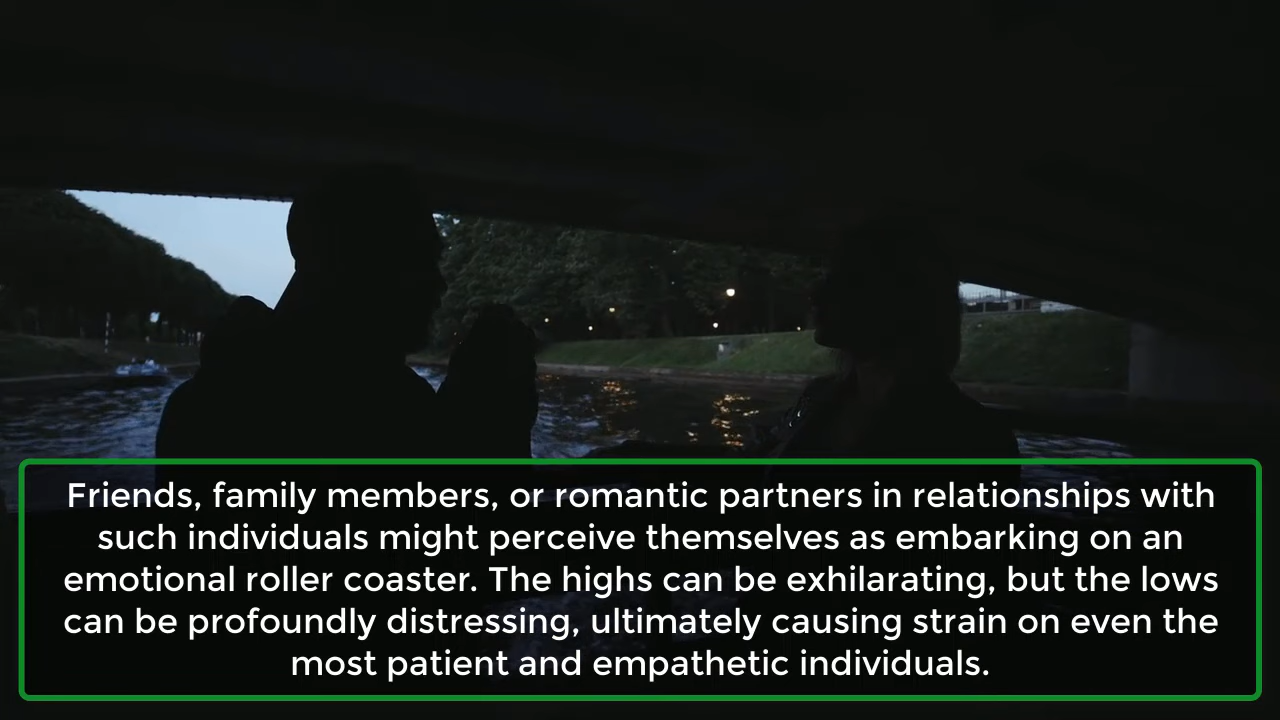 Friends, family members, or romantic partners in relationships with
such individuals might perceive themselves as embarking on an
emotional roller coaster. The highs can be exhilarating, but the lows
can be profoundly distressing, ultimately causing strain on even the
most patient and empathetic individuals.